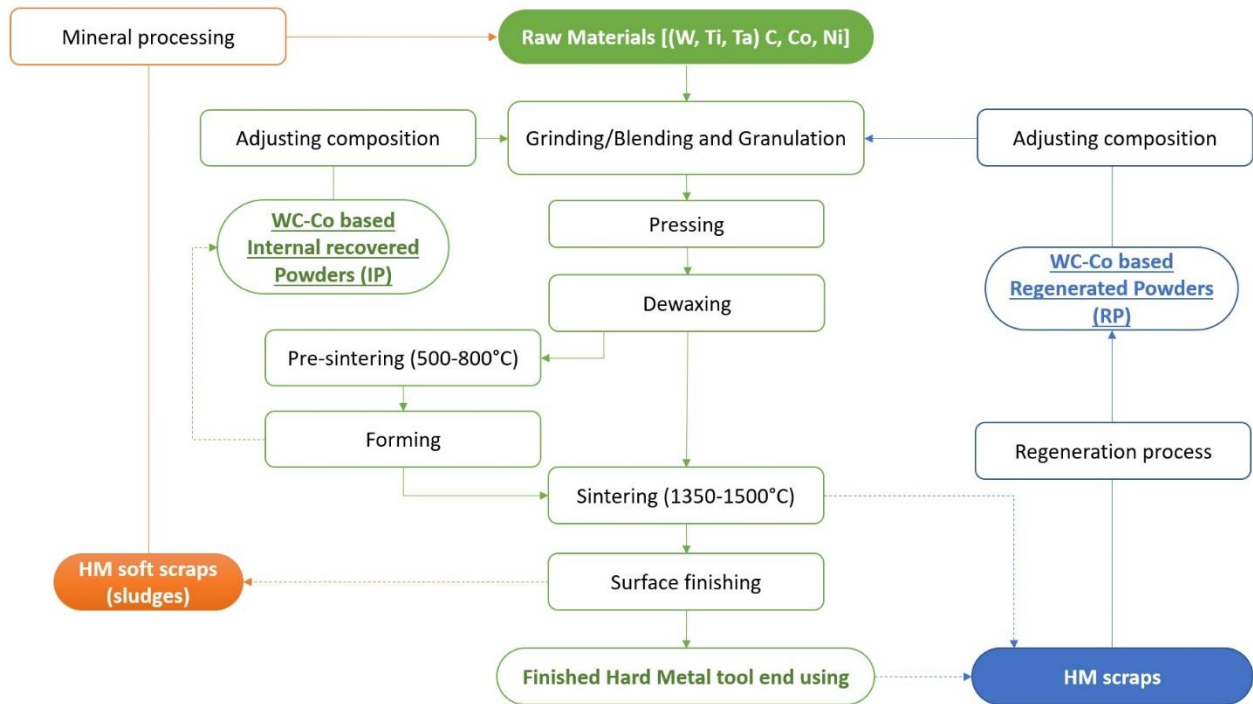 Mineral processing
Raw Materials [(W, Ti, Ta) C, Co, Ni]
Adjusting composition
Grinding/Blending and Granulation
Adjusting composition
WC-Co based
Internal recovered
Powders (IP)
Pressing
WC-Co based
Regenerated Powders
(RP)
Dewaxing
Pre-sintering (500-800°C)
Forming
Regeneration process
Sintering (1350-1500°C)
HM soft scraps
(sludges)
Surface finishing
Finished Hard Metal tool end using
HM scraps